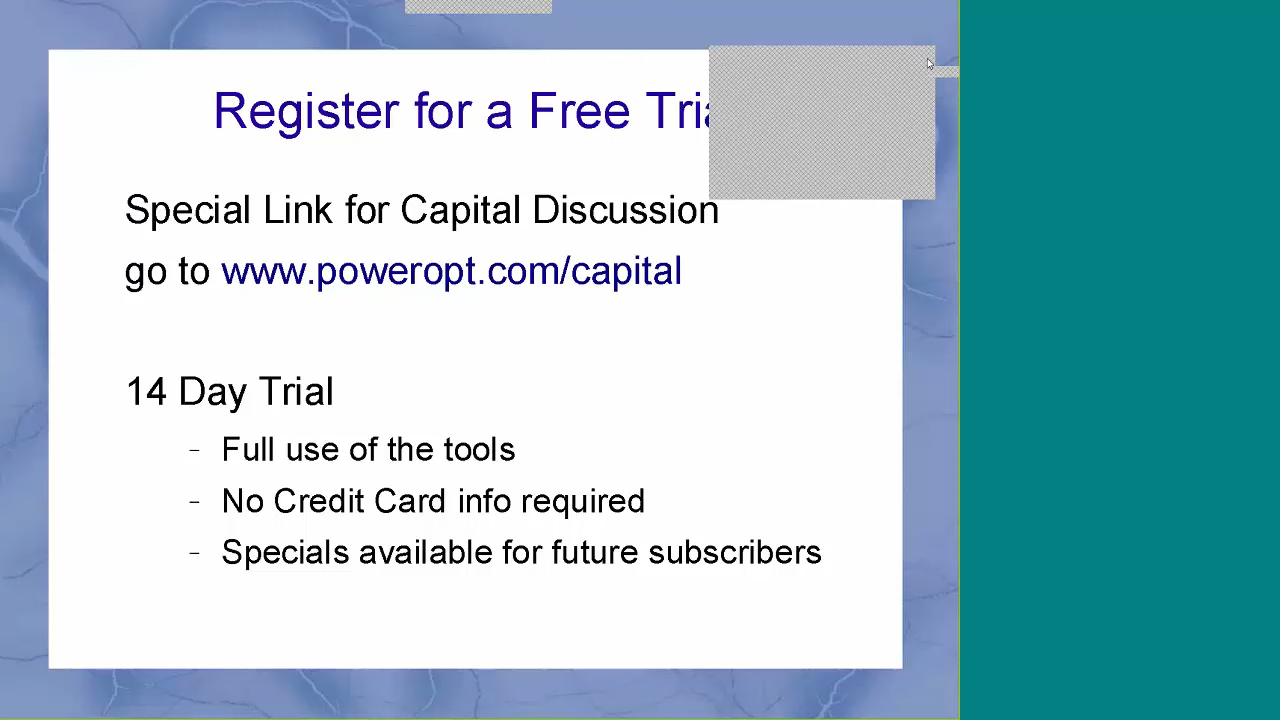 Register for a Free
Special Link for Capital Discussion
go to www.poweropt.com/capital
14 Day Trial
- Full use of the tools
- No Credit Card info required
- Specials available for future subscribers